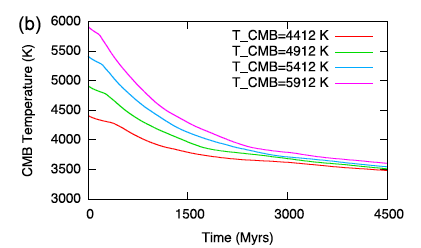 (b)
6000
5500
5000
4500
4000
3500
3000
CMB Temperature (K)
T_CMB=4412 K
T_CMB=4912 K
T_CMB=5412 K
T_CMB=5912 K
0 1500 3000 4500
Time (Myrs)